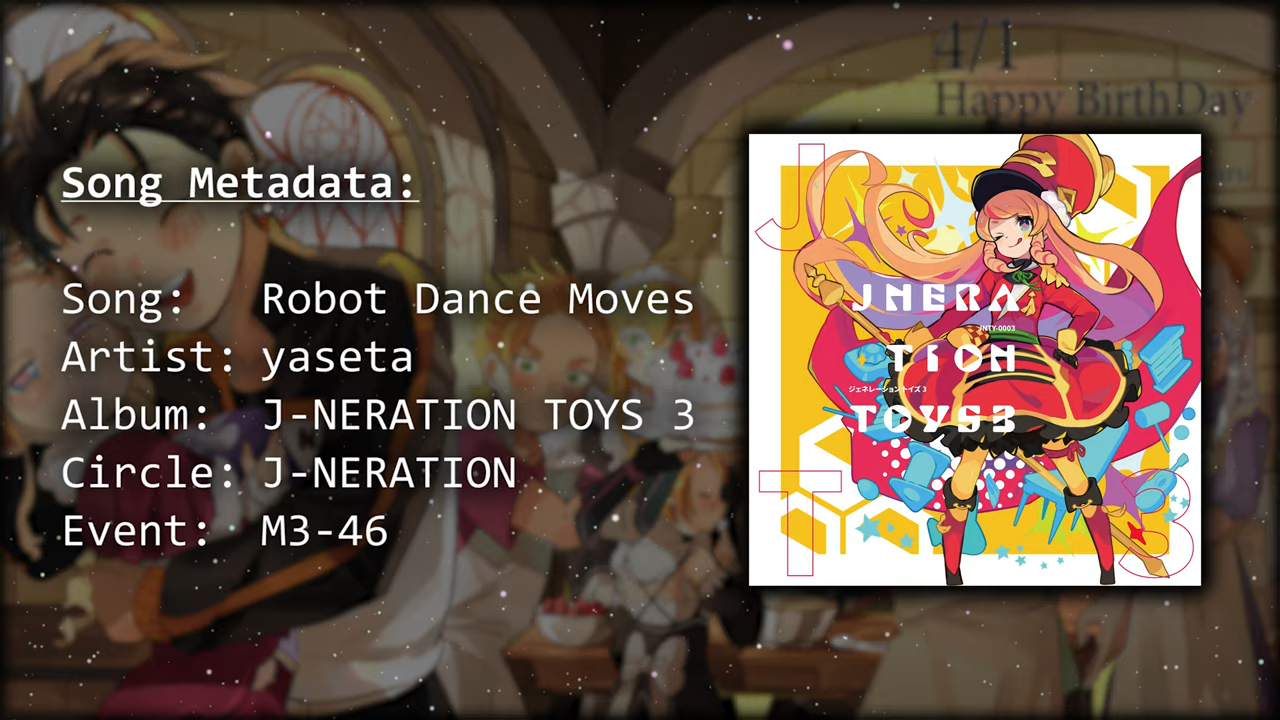 4/1
Happy BirthDay
Song Metadata:
Song: Robot Dance Moves
Artist: yaseta
Album: J-NERATION TOYS 3
Circle: J-NERATION
Event: M3-46
J
JNERA
JNTY-0003
TION
ジェネレーショントイズ 3
TOYS3
T
3